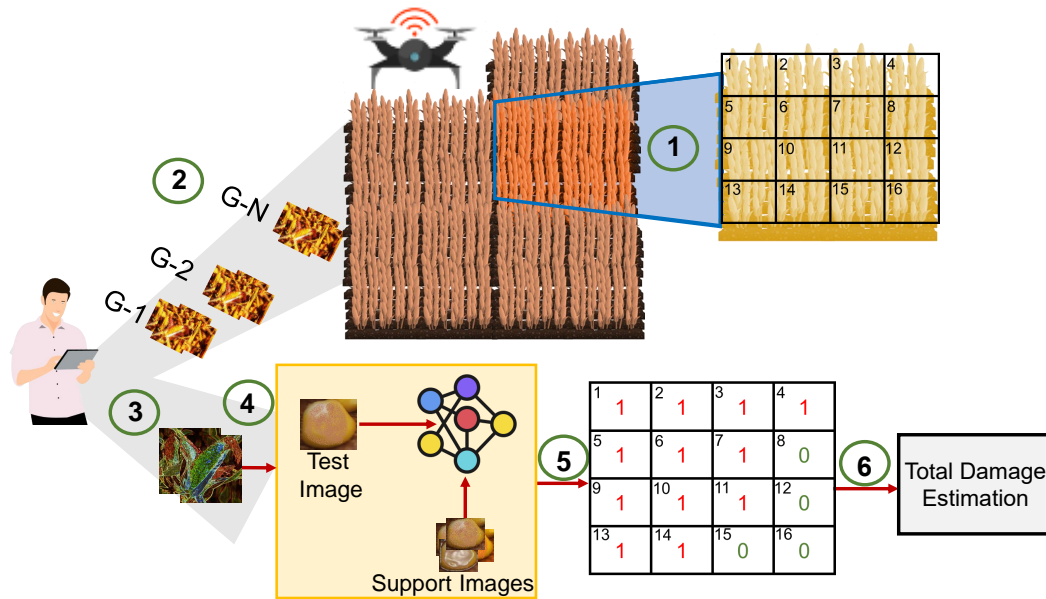 1 2 3 4
5 6 7 8
9 10 11 12
13 14 15 16
1
2
G-N
G-2
G-1
3
4
Test
Image
Support Images
5
1 1 2 1 3 1 4 1
5 1 6 1 7 1 8 0
9 1 10 1 11 1 12 0
13 1 14 1 15 0 16 0
6
Total Damage
Estimation